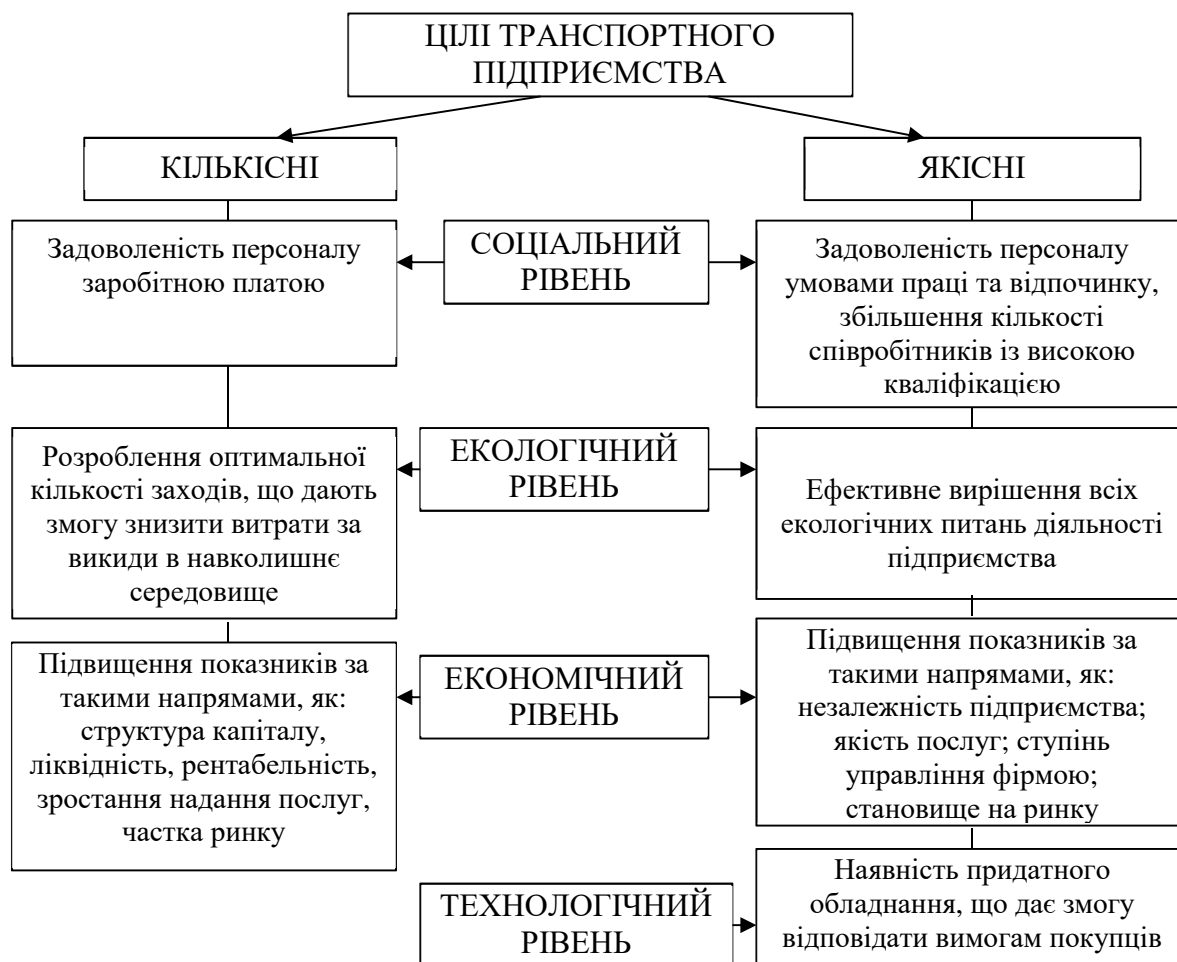 ЦІЛІ ТРАНСПОРТНОГО
ПІДПРИЄМСТВА
КІЛЬКІСНІ
ЯКІСНІ
Задоволеність персоналу
заробітною платою
СОЦІАЛЬНИЙ
РІВЕНЬ
Задоволеність персоналу
умовами праці та відпочинку,
збільшення кількості
співробітників із високою
кваліфікацією
Розроблення оптимальної
кількості заходів, що дають
змогу знизити витрати за
викиди в навколишнє
середовище
ЕКОЛОГІЧНИЙ
РІВЕНЬ
Ефективне вирішення всіх
екологічних питань діяльності
підприємства
Підвищення показників за
такими напрямами, як:
структура капіталу,
ліквідність, рентабельність,
зростання надання послуг,
частка ринку
ЕКОНОМІЧНИЙ
РІВЕНЬ
Підвищення показників за
такими напрямами, як:
незалежність підприємства;
якість послуг; ступінь
управління фірмою;
становище на ринку
ТЕХНОЛОГІЧНИЙ
РІВЕНЬ
Наявність придатного
обладнання, що дає змогу
відповідати вимогам покупців